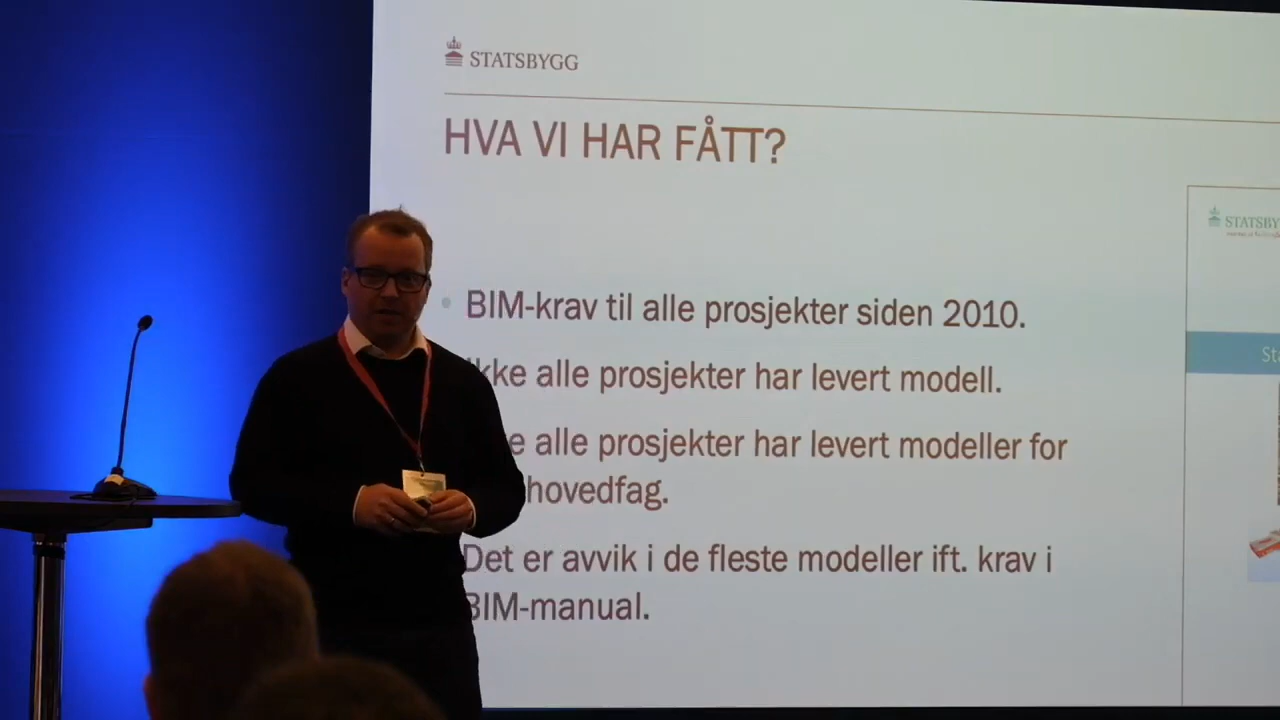 STATSBYGG
HVA VI HAR FÅTT?
STATSBY
BIM-krav til alle prosjekter siden 2010.
kke alle prosjekter har levert modell.
e alle prosjekter har levert modeller for
hovedfag.
Det er avvik i de fleste modeller ift. krav i
BIM-manual.